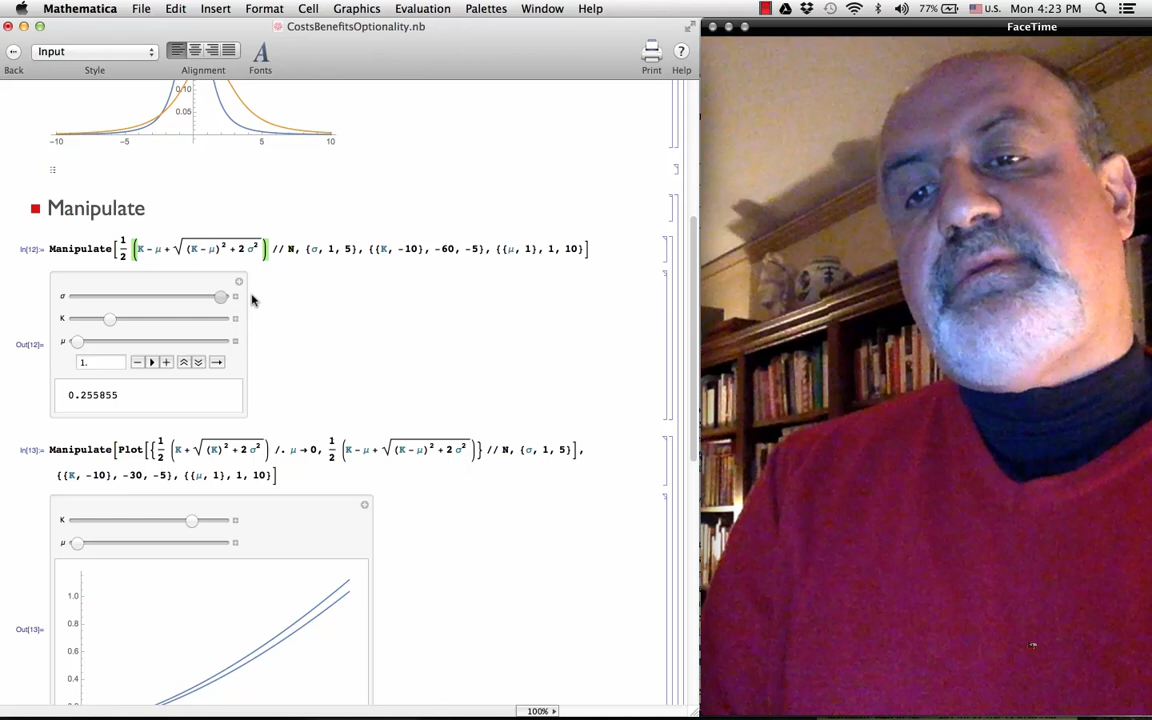 Mathematica File Edit Insert Format Cell Graphics Evaluation Palettes Window Help 77% U.S. Mon 4:23 PM
CostsBenefitsOptionality.nb
FaceTime
Input
Back Style Alignment Fonts Print Help
0.10
0.05
-10 -5 5 10
Manipulate
In[12]:= Manipulate[1/2 (K - μ + √((K - μ)² + 2 σ²)) // N, {σ, 1, 5}, {{K, -10}, -60, -5}, {{μ, 1}, 1, 10}]
σ
K
μ
1.
Out[12]=
0.255855
In[13]:= Manipulate[Plot[{1/2 (K + √((K)² + 2 σ²)) /. μ → 0, 1/2 (K - μ + √((K - μ)² + 2 σ²))} // N, {σ, 1, 5}],
{{K, -10}, -30, -5}, {{μ, 1}, 1, 10}]
K
μ
1.0
0.8
Out[13]=
0.6
0.4
100%